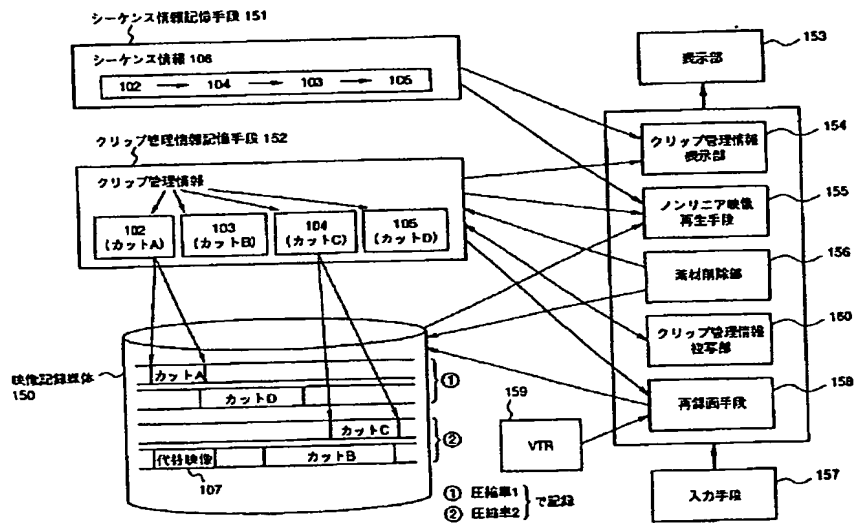 シーケンス情報記憶手段 151
シーケンス情報 106
102 → 104 → 103 → 105
クリップ管理情報記憶手段 152
クリップ管理情報
102
(カットA)
103
(カットB)
104
(カットC)
105
(カットD)
映像記録媒体
150
カットA
カットD
①
カットC
代替映像
カットB
②
107
① 圧縮率1
② 圧縮率2
で記録
159
VTR
表示部
153
クリップ管理情報
表示部
154
ノンリニア映像
再生手段
155
素材削除部
156
クリップ管理情報
複写部
160
再録画手段
158
入力手段
157